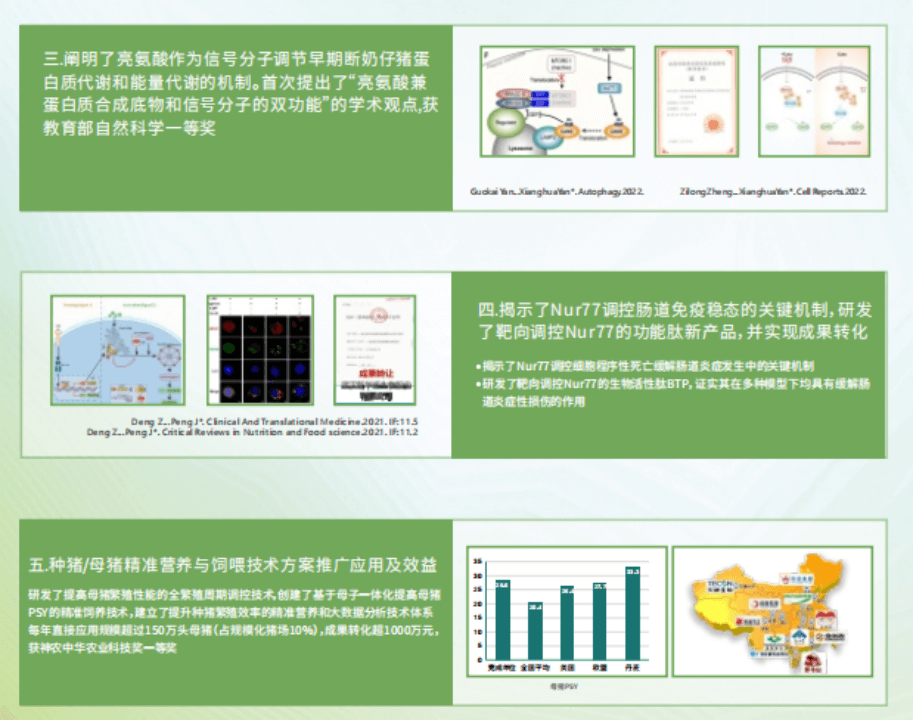 三.阐明了亮氨酸作为信号分子调节早期断奶仔猪蛋
白质代谢和能量代谢的机制。首次提出了“亮氨酸兼
蛋白质合成底物和信号分子的双功能”的学术观点,获
教育部自然科学一等奖
Guokai Yan...Xianghua Yan*. Autophagy.2022.
Zilong Zheng...Xianghua Yan*. Cell Reports.2022.
四.揭示了Nur77调控肠道免疫稳态的关键机制,研发
了靶向调控Nur77的功能肽新产品,并实现成果转化
•揭示了Nur77调控细胞程序性死亡缓解肠道炎症发生中的关键机制
•研发了靶向调控Nur77的生物活性肽BTP, 证实其在多种模型下均具有缓解肠
道炎症性损伤的作用
成果转让
Deng Z...Peng J*. Clinical And Translational Medicine.2021. IF:11.5
Deng Z...Peng J*. Critical Reviews in Nutrition and Food science.2021. IF:11.2
五.种猪/母猪精准营养与饲喂技术方案推广应用及效益
研发了提高母猪繁殖性能的全繁殖周期调控技术,创建了基于母子一体化提高母猪
PSY的精准饲养技术,建立了提升种猪繁殖效率的精准营养和大数据分析技术体系
每年直接应用规模超过150万头母猪(占规模化猪场10%),成果转化超1000万元,
获神农中华农业科技奖一等奖
35
30
25
20
15
10
5
0
完成单位 全国平均 美国 欧盟 丹麦
母猪PSY